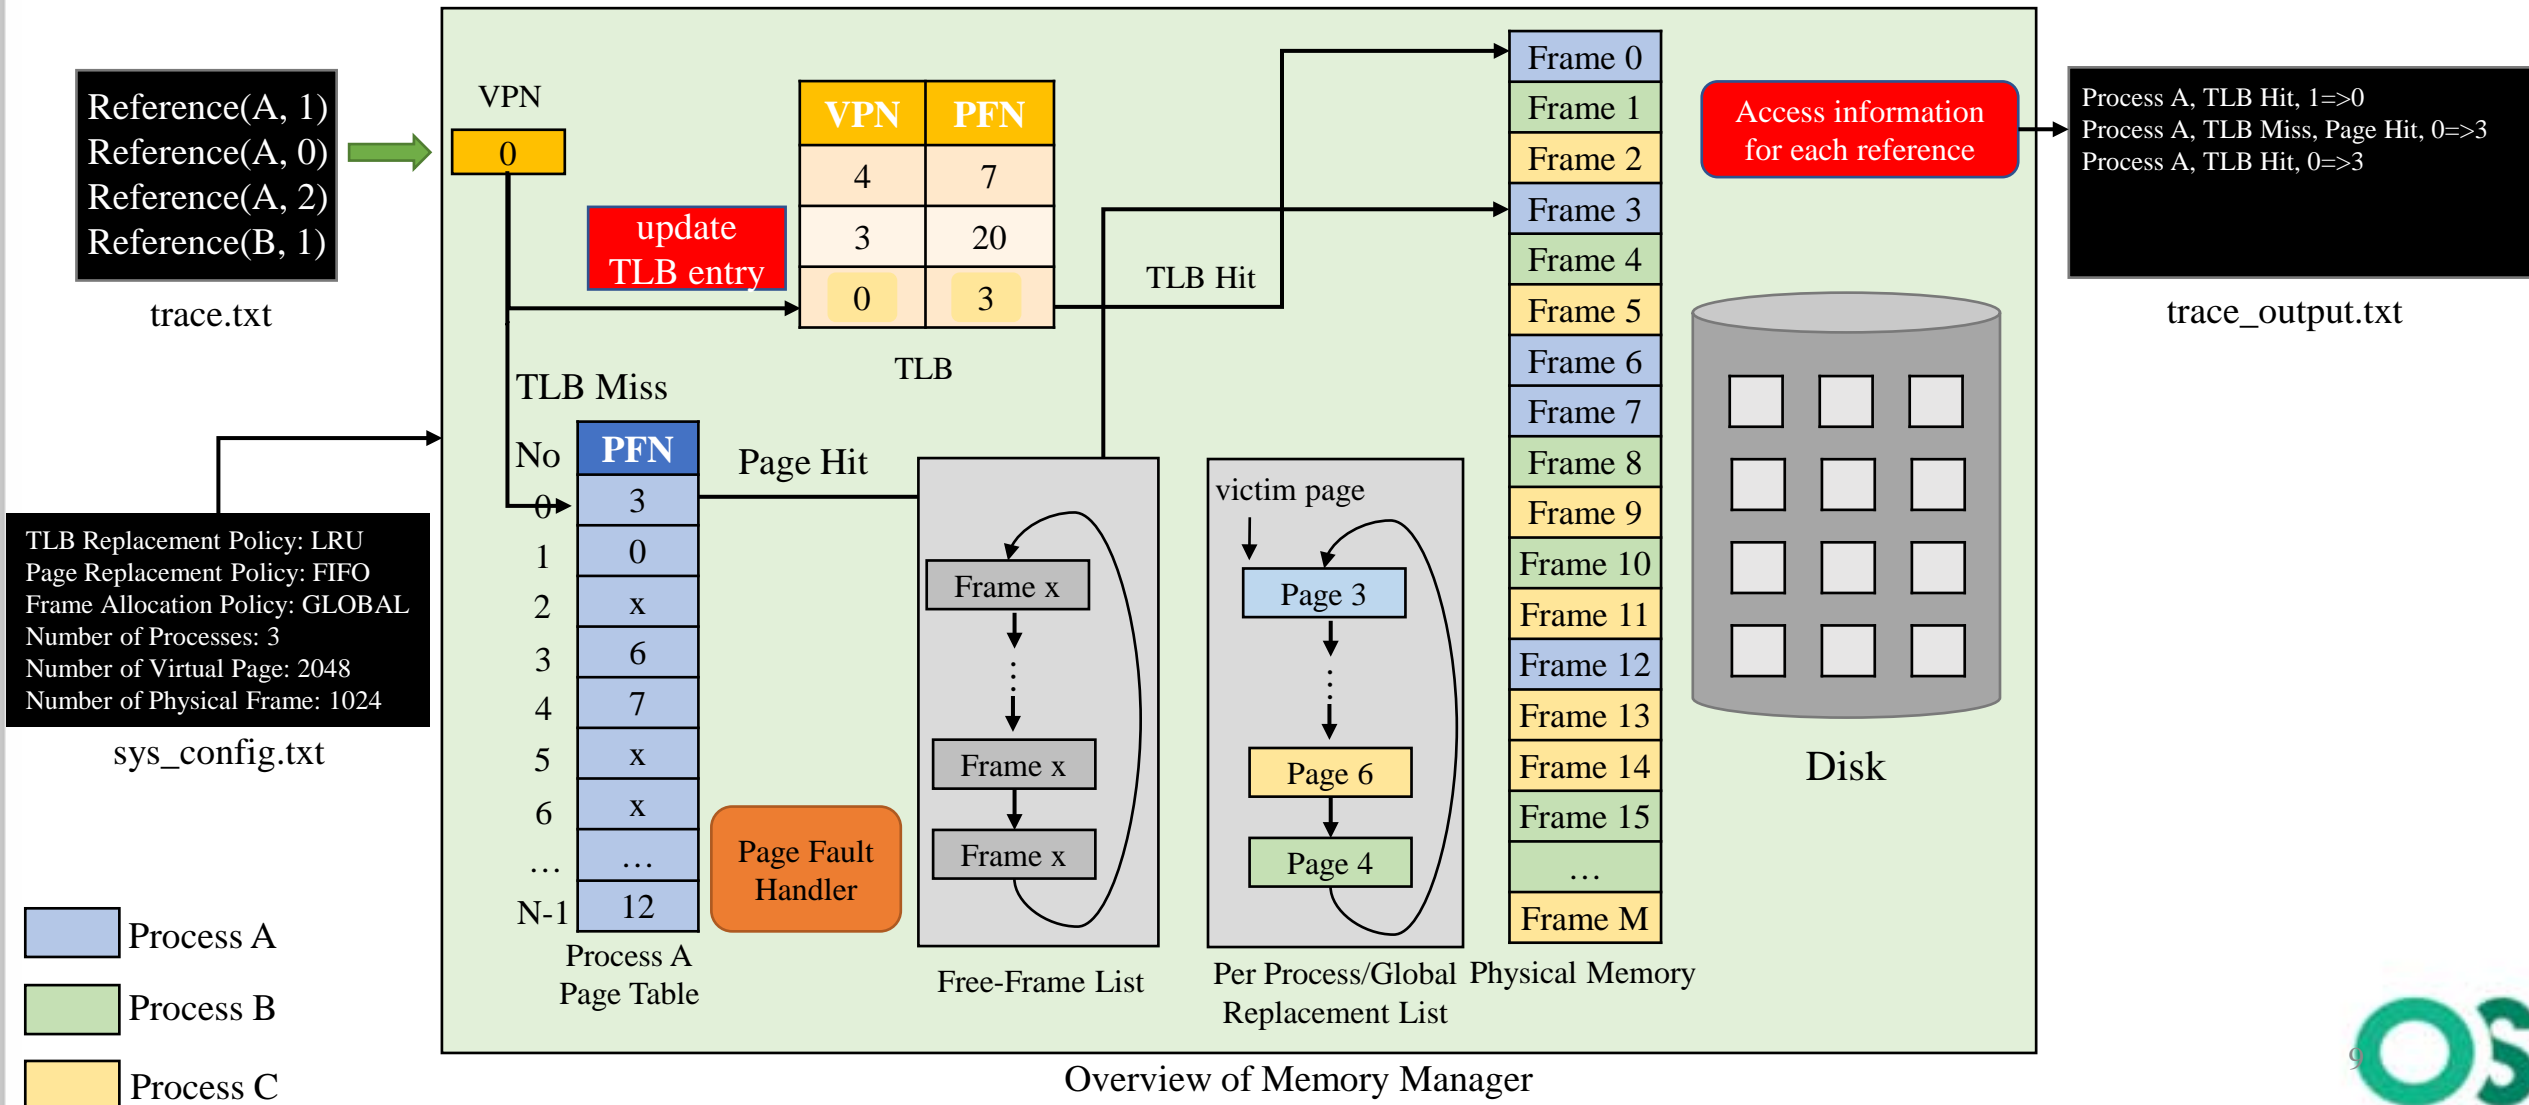 Reference(A, 1)
Reference(A, 0)
Reference(A, 2)
Reference(B, 1)
trace.txt
TLB Replacement Policy: LRU
Page Replacement Policy: FIFO
Frame Allocation Policy: GLOBAL
Number of Processes: 3
Number of Virtual Page: 2048
Number of Physical Frame: 1024
sys_config.txt
Process A
Process B
Process C
VPN
0
update
TLB entry
VPN PFN
4 7
3 20
0 3
TLB
TLB Hit
TLB Miss
No PFN
0 3
1 0
2 x
3 6
4 7
5 x
6 x
... ...
N-1 12
Process A
Page Table
Page Hit
Page Fault
Handler
Frame x
...
Frame x
Frame x
Free-Frame List
victim page
Page 3
...
Page 6
Page 4
Per Process/Global
Replacement List
Frame 0
Frame 1
Frame 2
Frame 3
Frame 4
Frame 5
Frame 6
Frame 7
Frame 8
Frame 9
Frame 10
Frame 11
Frame 12
Frame 13
Frame 14
Frame 15
...
Frame M
Physical Memory
Access information
for each reference
Disk
Process A, TLB Hit, 1=>0
Process A, TLB Miss, Page Hit, 0=>3
Process A, TLB Hit, 0=>3
trace_output.txt
Overview of Memory Manager
9
OS